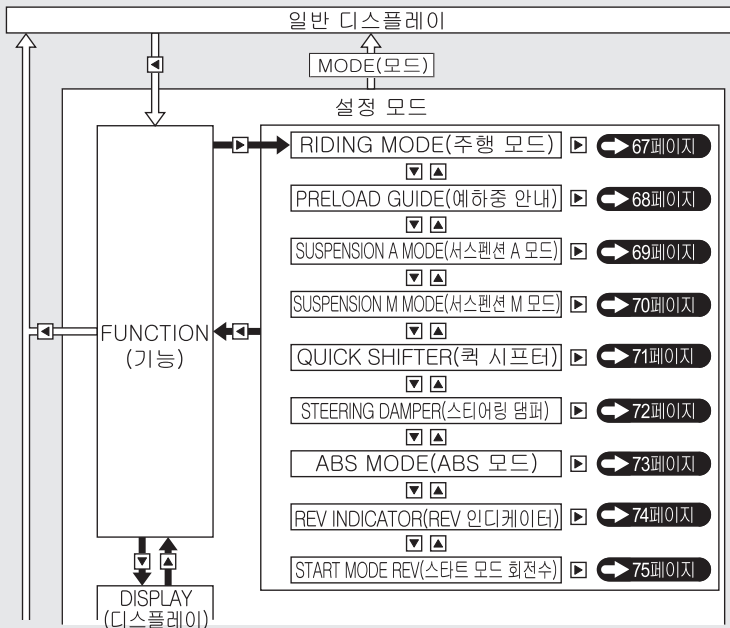 일반 디스플레이
MODE(모드)
설정 모드
FUNCTION
(기능)
RIDING MODE(주행 모드)
67페이지
PRELOAD GUIDE(예하중 안내)
68페이지
SUSPENSION A MODE(서스펜션 A 모드)
69페이지
SUSPENSION M MODE(서스펜션 M 모드)
70페이지
QUICK SHIFTER(퀵 시프터)
71페이지
STEERING DAMPER(스티어링 댐퍼)
72페이지
ABS MODE(ABS 모드)
73페이지
REV INDICATOR(REV 인디케이터)
74페이지
START MODE REV(스타트 모드 회전수)
75페이지
DISPLAY
(디스플레이)